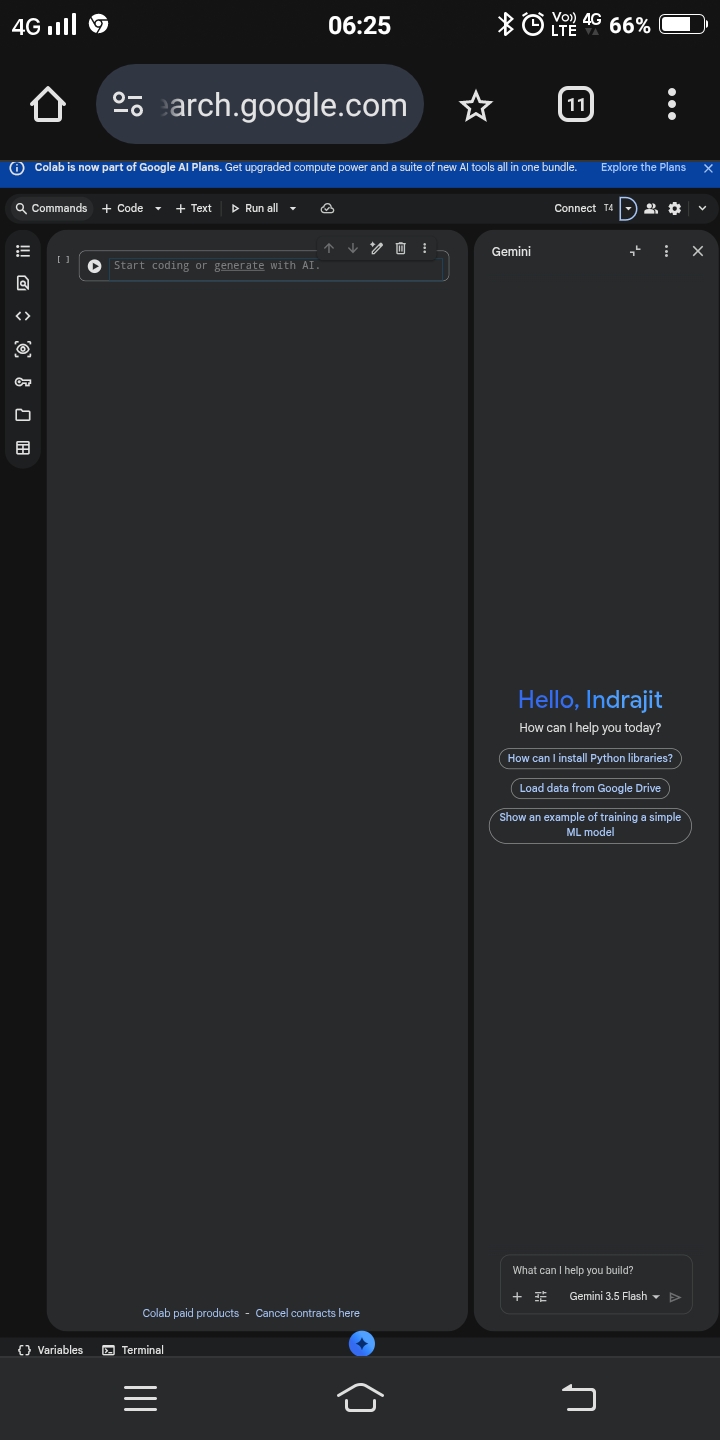 4G 06:25 Vo)) LTE 4G 66%
earch.google.com 11
Colab is now part of Google AI Plans. Get upgraded compute power and a suite of new AI tools all in one bundle. Explore the Plans
Commands + Code + Text Run all Connect T4
[ ] Start coding or generate with AI.
Gemini
Hello, Indrajit
How can I help you today?
How can I install Python libraries?
Load data from Google Drive
Show an example of training a simple
ML model
What can I help you build?
Gemini 3.5 Flash
Colab paid products - Cancel contracts here
{} Variables Terminal